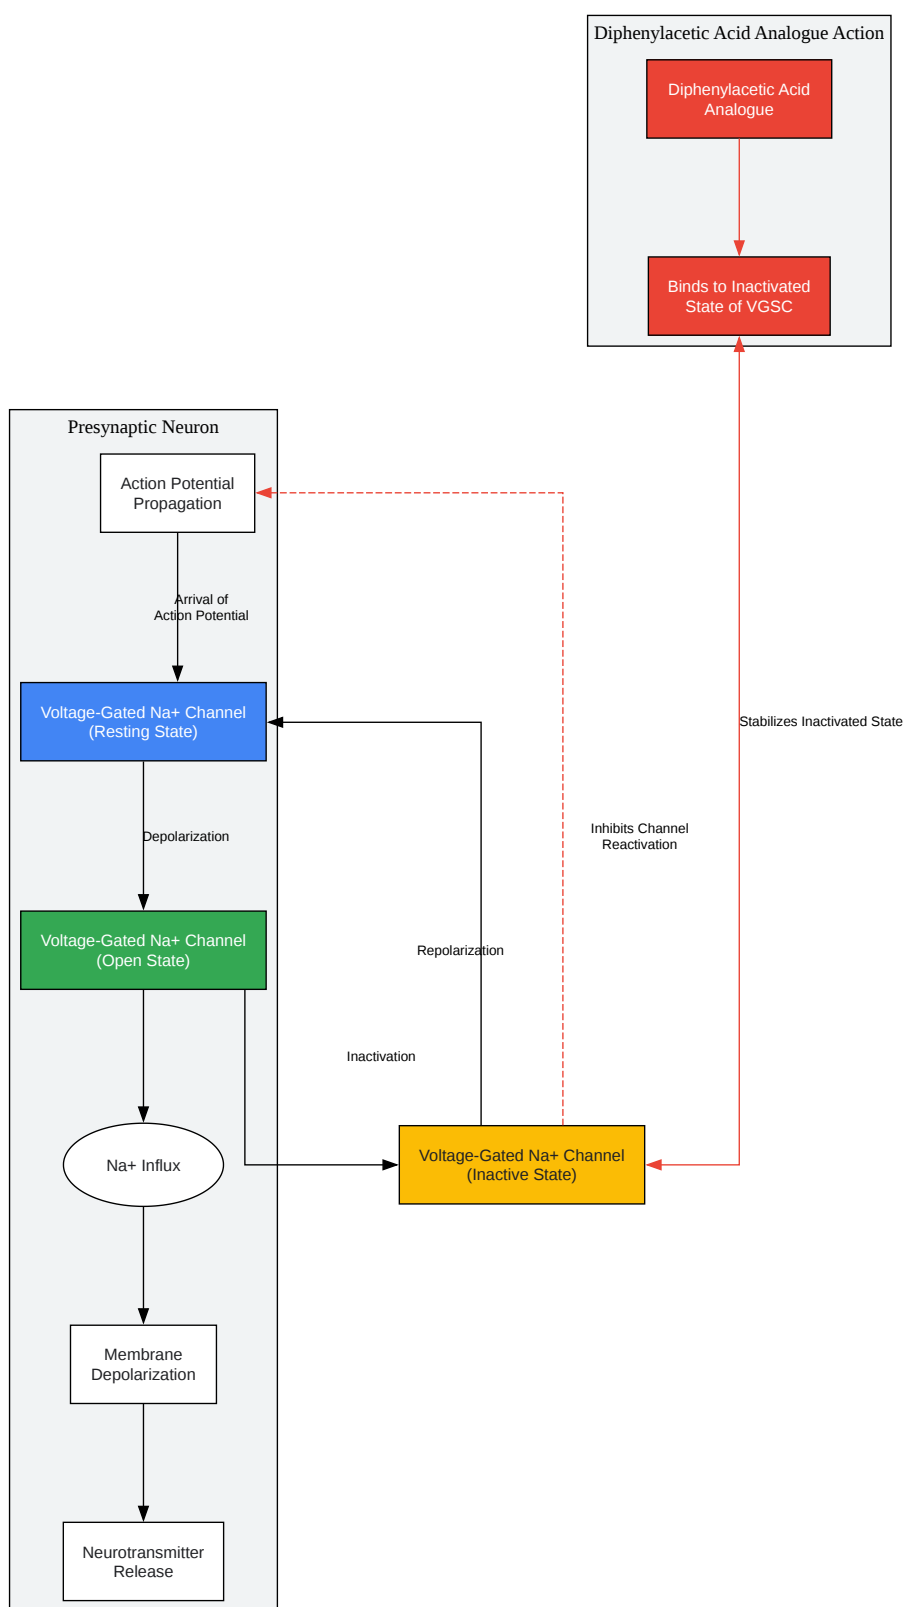 Diphenylacetic Acid Analogue Action
Diphenylacetic Acid
Analogue
Binds to Inactivated
State of VGSC
Presynaptic Neuron
Action Potential
Propagation
Arrival of
Action Potential
Voltage-Gated Na+ Channel
(Resting State)
Stabilizes Inactivated State
Depolarization
Inhibits Channel
Reactivation
Voltage-Gated Na+ Channel
(Open State)
Repolarization
Inactivation
Voltage-Gated Na+ Channel
(Inactive State)
Na+ Influx
Membrane
Depolarization
Neurotransmitter
Release